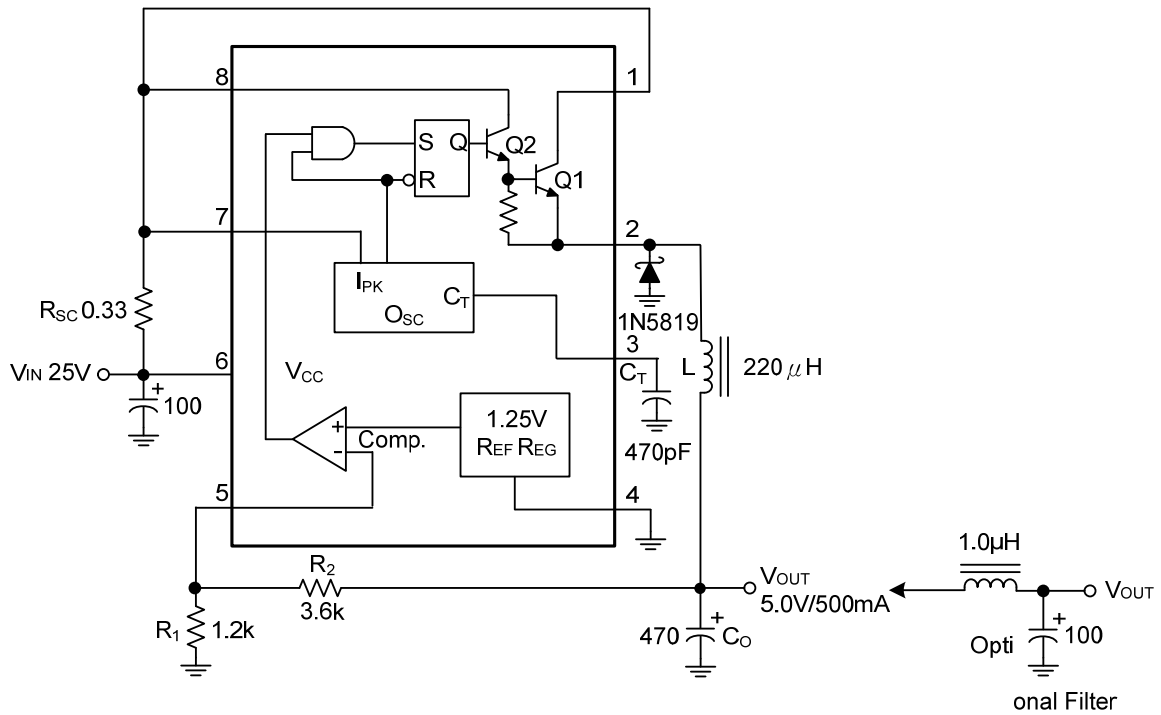 8
1
S
Q
Q2
R
Q1
7
2
IPK
CT
OSC
RSC 0.33
1N5819
3
6
VIN 25V
VCC
CT
L
220 μH
+
100
1.25V
REF REG
+
Comp.
-
470pF
5
4
1.0μH
R2
VOUT
5.0V/500mA
VOUT
3.6k
R1
1.2k
+
470
CO
+
100
Opti
onal Filter